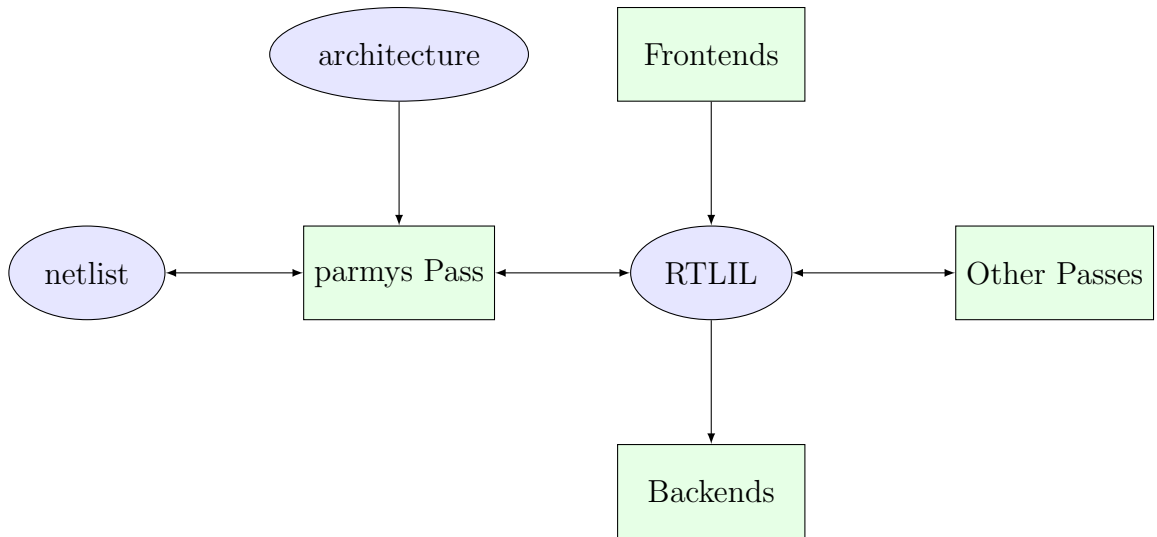 architecture
Frontends
netlist
parmys Pass
RTLIL
Other Passes
Backends